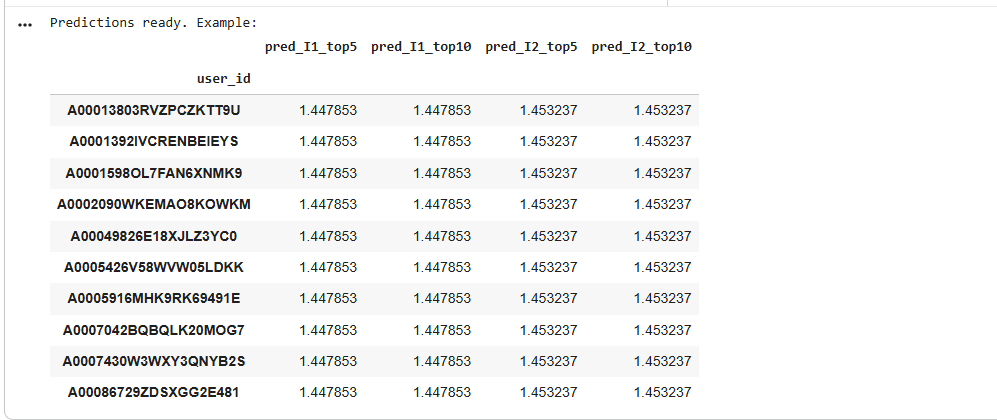 Predictions ready. Example:
pred_I1_top5 pred_I1_top10 pred_I2_top5 pred_I2_top10
user_id
A00013803RVZPCZKTT9U 1.447853 1.447853 1.453237 1.453237
A0001392IVCRENBEIEYS 1.447853 1.447853 1.453237 1.453237
A0001598OL7FAN6XNMK9 1.447853 1.447853 1.453237 1.453237
A0002090WKEMAO8KOWKM 1.447853 1.447853 1.453237 1.453237
A00049826E18XJLZ3YC0 1.447853 1.447853 1.453237 1.453237
A0005426V58WVW05LDKK 1.447853 1.447853 1.453237 1.453237
A0005916MHK9RK69491E 1.447853 1.447853 1.453237 1.453237
A0007042BQBQLK20MOG7 1.447853 1.447853 1.453237 1.453237
A0007430W3WXY3QNYB2S 1.447853 1.447853 1.453237 1.453237
A00086729ZDSXGG2E481 1.447853 1.447853 1.453237 1.453237